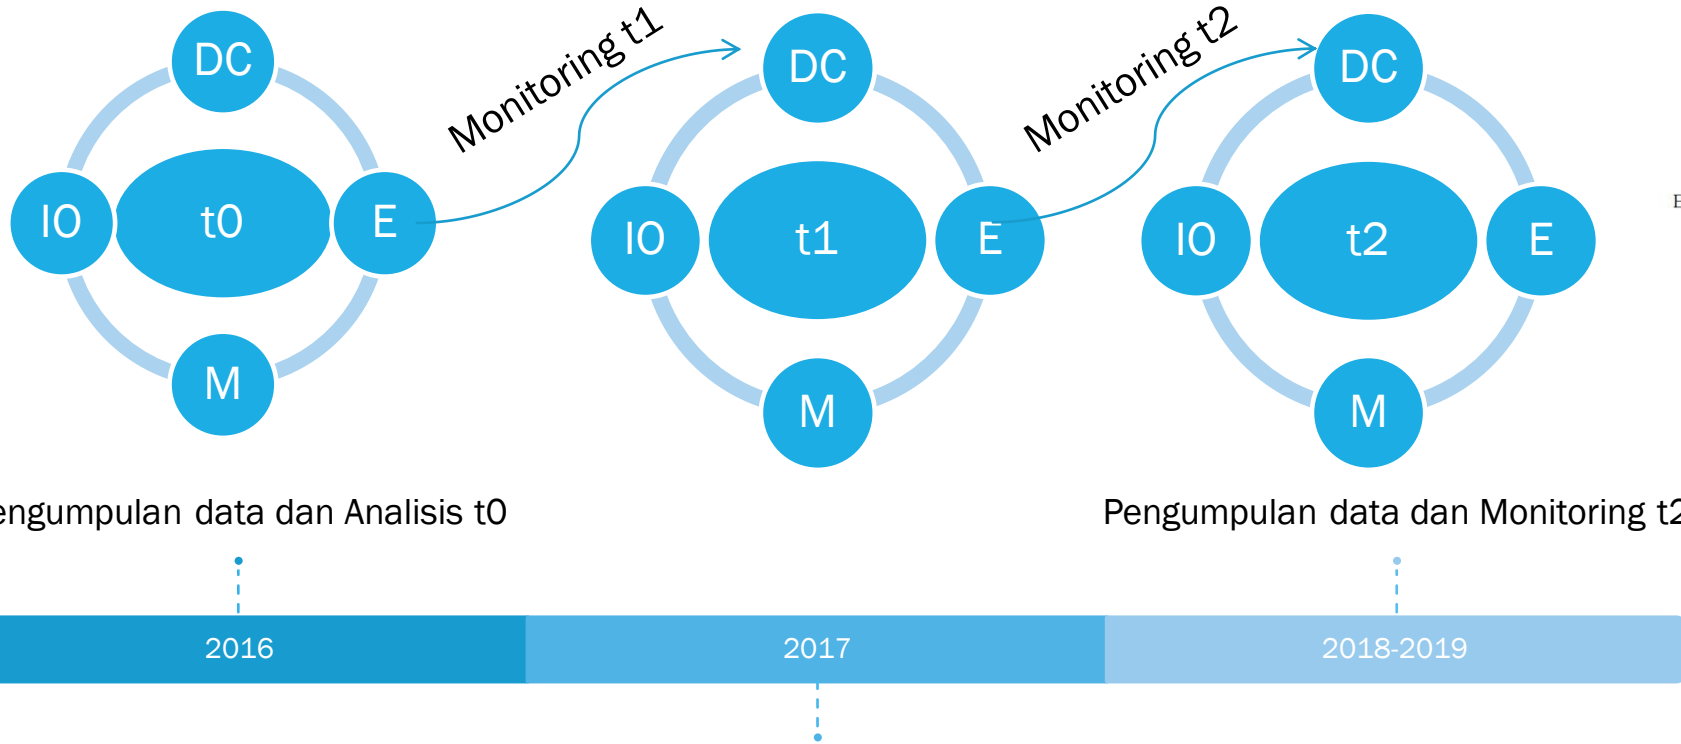 DC
IO
t0
E
M
Monitoring t1
DC
IO
t1
E
M
Monitoring t2
DC
IO
t2
E
M
E
engumpulan data dan Analisis t0
Pengumpulan data dan Monitoring t2
2016
2017
2018-2019